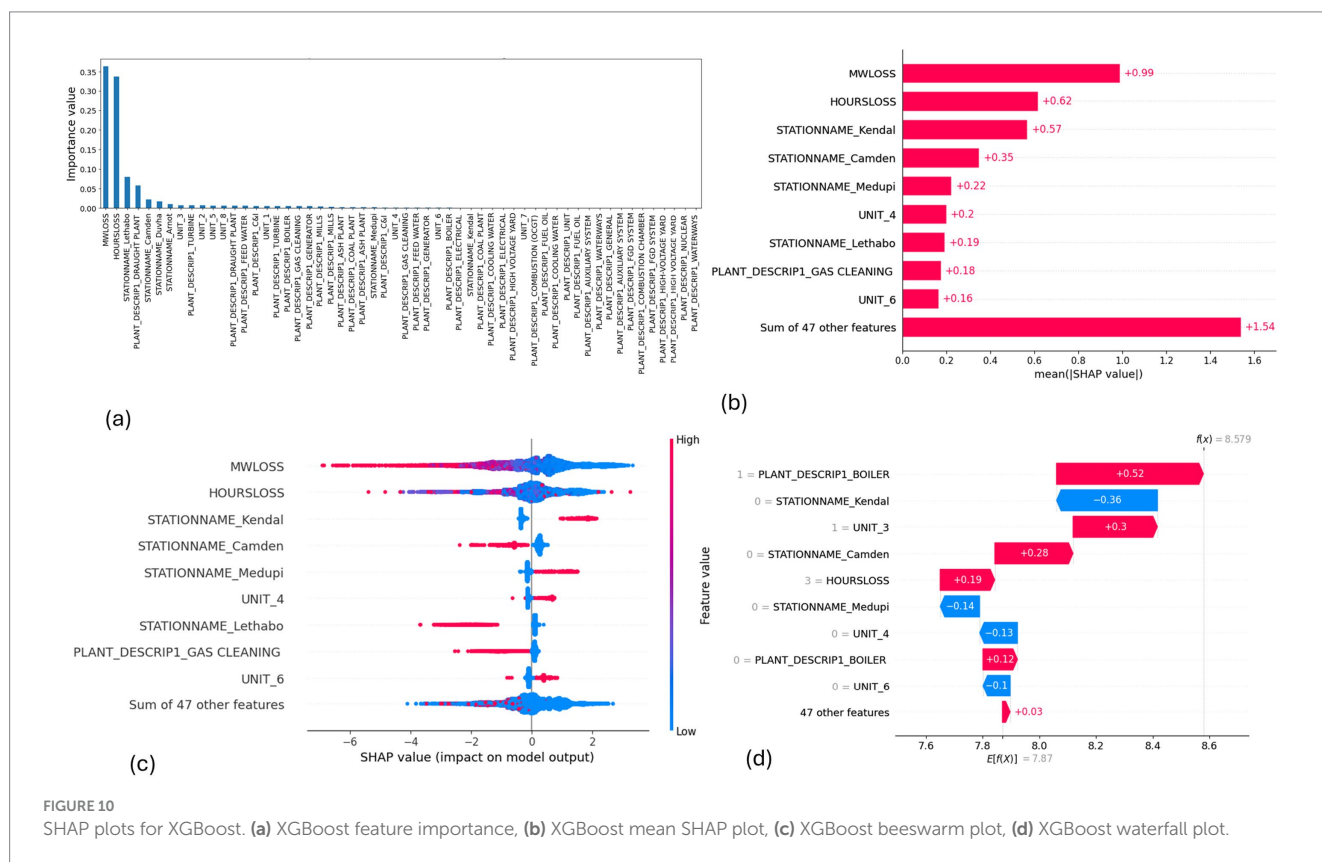 Importance value
0.35
0.30
0.25
0.20
0.15
0.10
0.05
0.00
MWLOSS
HOURSLOSS
STATIONNAME_Lethabo
PLANT_DESCRIP1_DRAUGHT PLANT
STATIONNAME_Camden
STATIONNAME_Duvha
STATIONNAME_Arnot
UNIT_3
PLANT_DESCRIP1_TURBINE
UNIT_2
UNIT_5
UNIT_8
PLANT_DESCRIP1_DRAUGHT PLANT
PLANT_DESCRIP1_FEED WATER
PLANT_DESCRIP1_C&I
UNIT_1
PLANT_DESCRIP1_TURBINE
PLANT_DESCRIP1_BOILER
PLANT_DESCRIP1_GAS CLEANING
PLANT_DESCRIP1_GENERATOR
PLANT_DESCRIP1_MILLS
PLANT_DESCRIP1_MILLS
PLANT_DESCRIP1_ASH PLANT
PLANT_DESCRIP1_COAL PLANT
PLANT_DESCRIP1_ASH PLANT
STATIONNAME_Medupi
PLANT_DESCRIP1_C&I
UNIT_4
PLANT_DESCRIP1_GAS CLEANING
PLANT_DESCRIP1_FEED WATER
PLANT_DESCRIP1_GENERATOR
UNIT_6
PLANT_DESCRIP1_BOILER
PLANT_DESCRIP1_ELECTRICAL
STATIONNAME_Kendal
PLANT_DESCRIP1_COAL PLANT
PLANT_DESCRIP1_COOLING WATER
PLANT_DESCRIP1_ELECTRICAL
PLANT_DESCRIP1_HIGH VOLTAGE YARD
UNIT_7
PLANT_DESCRIP1_COMBUSTION (OCGT)
PLANT_DESCRIP1_FUEL OIL
PLANT_DESCRIP1_COOLING WATER
PLANT_DESCRIP1_UNIT
PLANT_DESCRIP1_FUEL OIL
PLANT_DESCRIP1_AUXILIARY SYSTEM
PLANT_DESCRIP1_WATERWAYS
PLANT_DESCRIP1_GENERAL
PLANT_DESCRIP1_AUXILIARY SYSTEM
PLANT_DESCRIP1_FGD SYSTEM
PLANT_DESCRIP1_COMBUSTION CHAMBER
PLANT_DESCRIP1_FGD SYSTEM
PLANT_DESCRIP1_HIGH-VOLTAGE YARD
PLANT_DESCRIP1_HIGH VOLTAGE YARD
PLANT_DESCRIP1_NUCLEAR
PLANT_DESCRIP1_WATERWAYS
(a)
MWLOSS +0.99
HOURSLOSS +0.62
STATIONNAME_Kendal +0.57
STATIONNAME_Camden +0.35
STATIONNAME_Medupi +0.22
UNIT_4 +0.2
STATIONNAME_Lethabo +0.19
PLANT_DESCRIP1_GAS CLEANING +0.18
UNIT_6 +0.16
Sum of 47 other features +1.54
0.0 0.2 0.4 0.6 0.8 1.0 1.2 1.4 1.6
mean(|SHAP value|)
(b)
High
MWLOSS
HOURSLOSS
STATIONNAME_Kendal
STATIONNAME_Camden
STATIONNAME_Medupi
UNIT_4
STATIONNAME_Lethabo
PLANT_DESCRIP1_GAS CLEANING
UNIT_6
Sum of 47 other features
Feature value
Low
−6 −4 −2 0 2
SHAP value (impact on model output)
(c)
f(x) = 8.579
1 = PLANT_DESCRIP1_BOILER +0.52
0 = STATIONNAME_Kendal −0.36
1 = UNIT_3 +0.3
0 = STATIONNAME_Camden +0.28
3 = HOURSLOSS +0.19
0 = STATIONNAME_Medupi −0.14
0 = UNIT_4 −0.13
0 = PLANT_DESCRIP1_BOILER +0.12
0 = UNIT_6 −0.1
47 other features +0.03
7.6 7.8 8.0 8.2 8.4 8.6
E[f(X)] = 7.87
(d)
FIGURE 10
SHAP plots for XGBoost. (a) XGBoost feature importance, (b) XGBoost mean SHAP plot, (c) XGBoost beeswarm plot, (d) XGBoost waterfall plot.